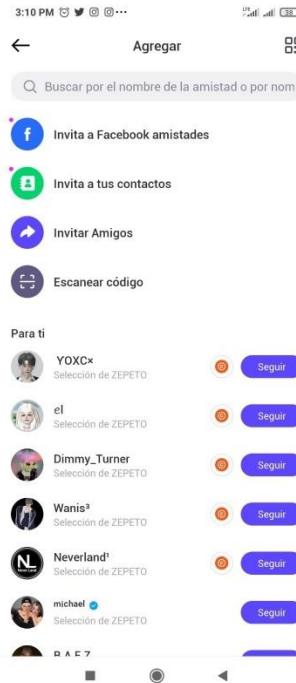 3:10 PM
Agregar
Buscar por el nombre de la amistad o por nom
Invita a Facebook amistades
Invita a tus contactos
Invitar Amigos
Escanear código
Para ti
YOXC×
Selección de ZEPETO
Seguir
el
Selección de ZEPETO
Seguir
Dimmy_Turner
Selección de ZEPETO
Seguir
Wanis³
Selección de ZEPETO
Seguir
NL
Neverland¹
Selección de ZEPETO
Seguir
michael
Selección de ZEPETO
Seguir